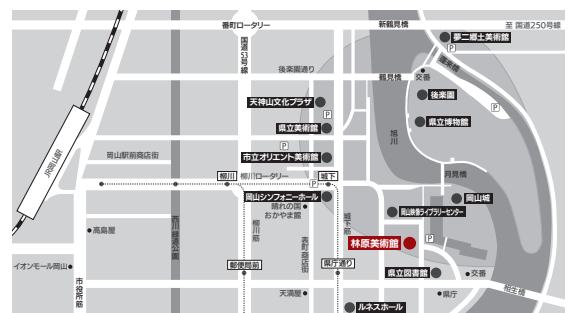 番町ロータリー
新鶴見橋
至 国道250号線
夢二郷土美術館
P
蓬莱橋
国道53号線
後楽園通り
鶴見橋
交番
後楽園
P
天神山文化プラザ
P
県立美術館
県立博物館
旭川
JR岡山駅
岡山駅前商店街
P
市立オリエント美術館
月見橋
柳川
柳川ロータリー
P
城下
岡山シンフォニーホール
岡山城
晴れの国
おかやま館
岡山映像ライブラリーセンター
西川緑道公園
柳川筋
表町商店街
城下筋
高島屋
林原美術館
P
イオンモール岡山
郵便局前
県庁通り
県立図書館
交番
市役所筋
天満屋
県庁
相生橋
ルネスホール